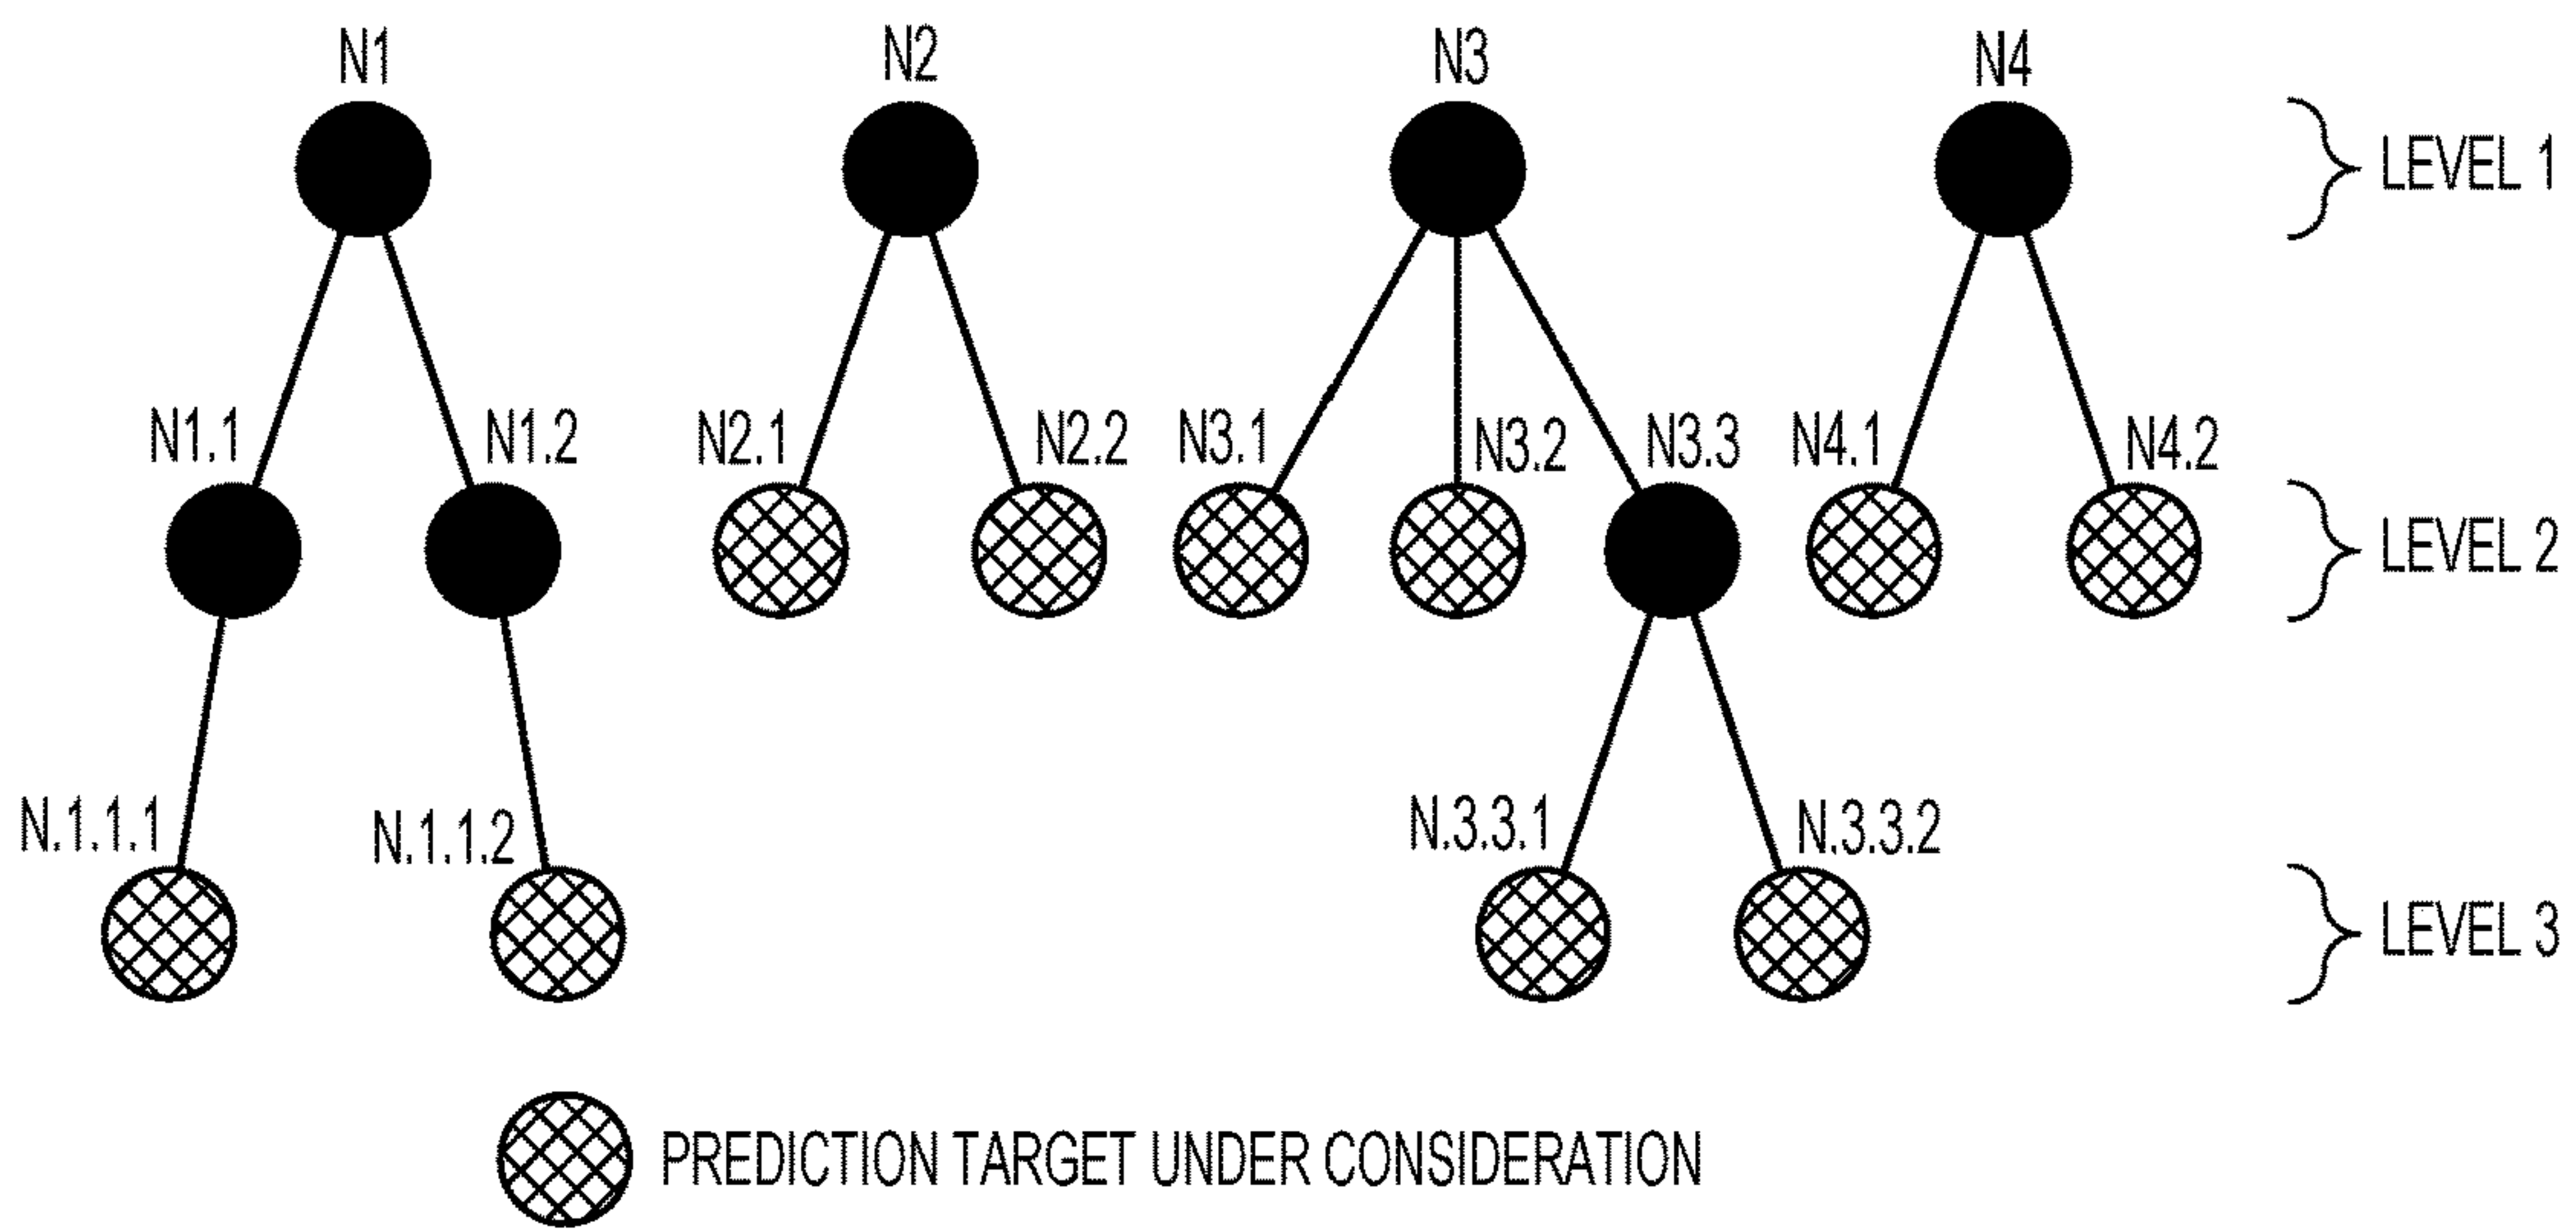 N1
N2
N3
N4
LEVEL 1
N1.1
N1.2
N2.1
N2.2
N3.1
N3.2
N3.3
N4.1
N4.2
LEVEL 2
N.1.1.1
N.1.1.2
N.3.3.1
N.3.3.2
LEVEL 3
PREDICTION TARGET UNDER CONSIDERATION